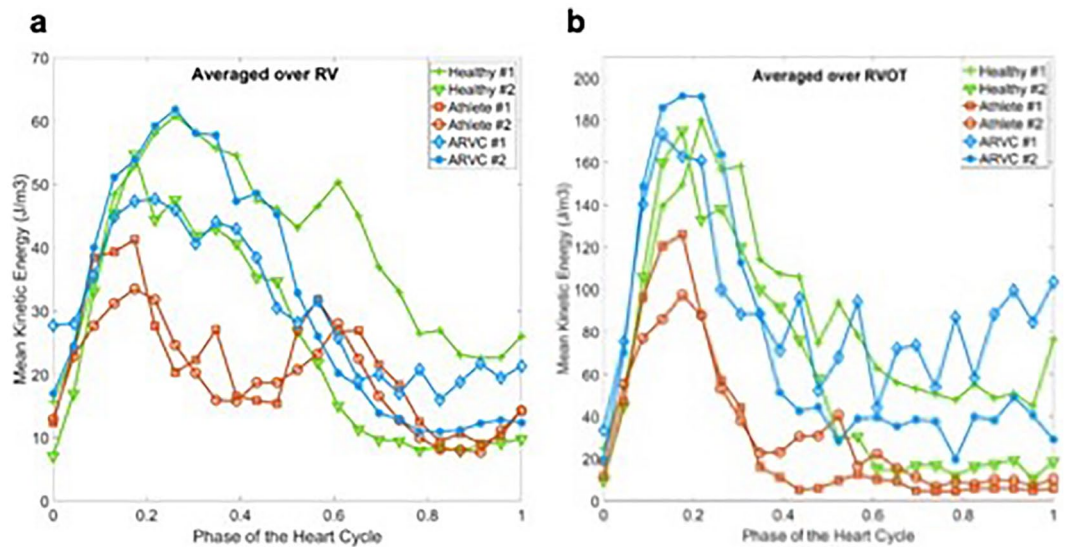 a
Averaged over RV
Mean Kinetic Energy (J/m3)
70
60
50
40
30
20
10
0
Healthy #1
Healthy #2
Athlete #1
Athlete #2
ARVC #1
ARVC #2
0 0.2 0.4 0.6 0.8 1
Phase of the Heart Cycle
b
Averaged over RVOT
Mean Kinetic Energy (J/m3)
200
180
160
140
120
100
80
60
40
20
0
Healthy #1
Healthy #2
Athlete #1
Athlete #2
ARVC #1
ARVC #2
0 0.2 0.4 0.6 0.8 1
Phase of the Heart Cycle